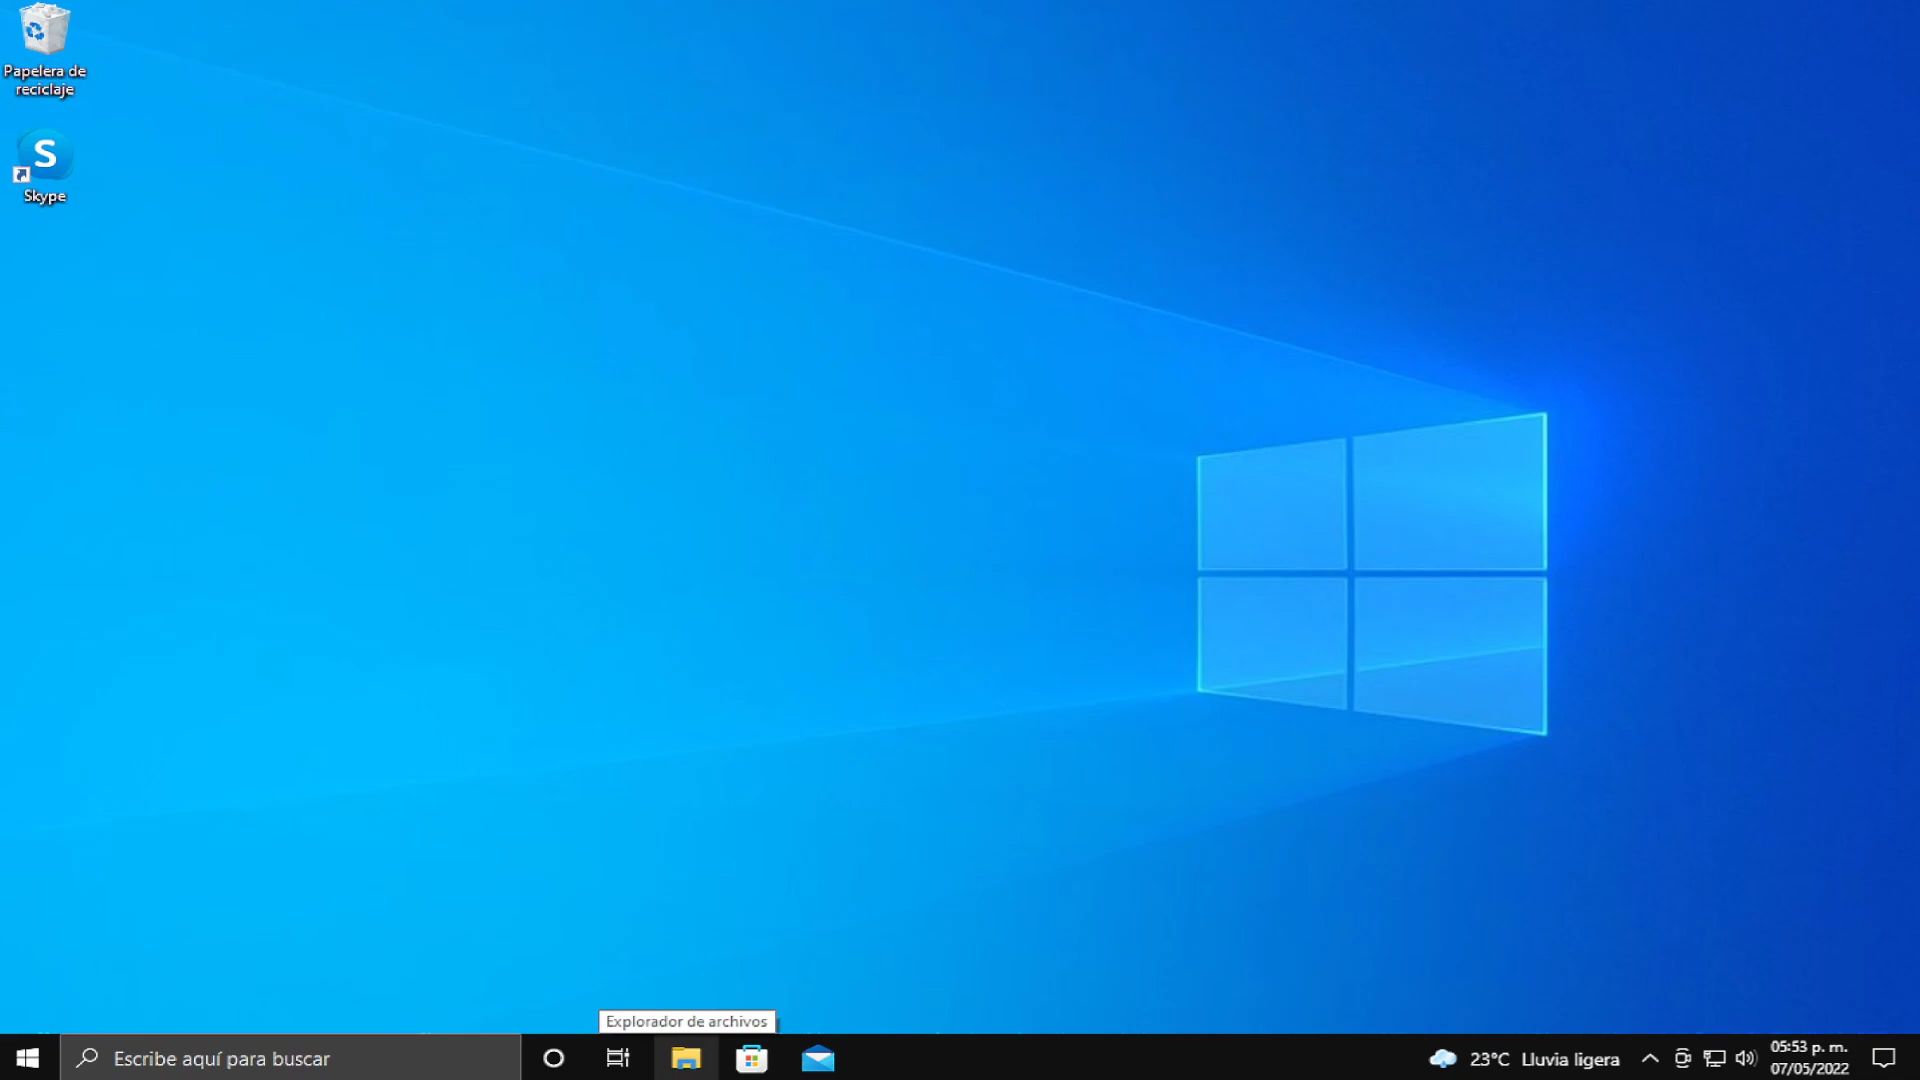 Papelera de
reciclaje
S
Skype
Explorador de archivos
Escribe aquí para buscar
23°C Lluvia ligera
05:53 p. m.
07/05/2022